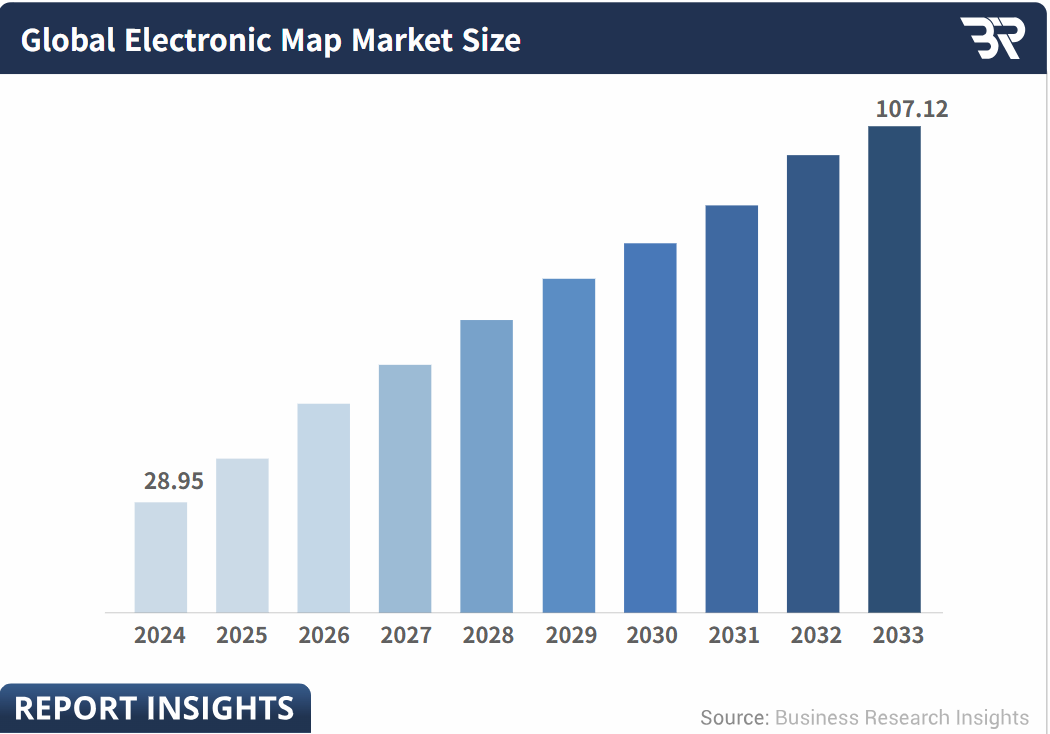 Global Electronic Map Market Size
BR
107.12
28.95
2024 2025 2026 2027 2028 2029 2030 2031 2032 2033
REPORT INSIGHTS
Source: Business Research Insights